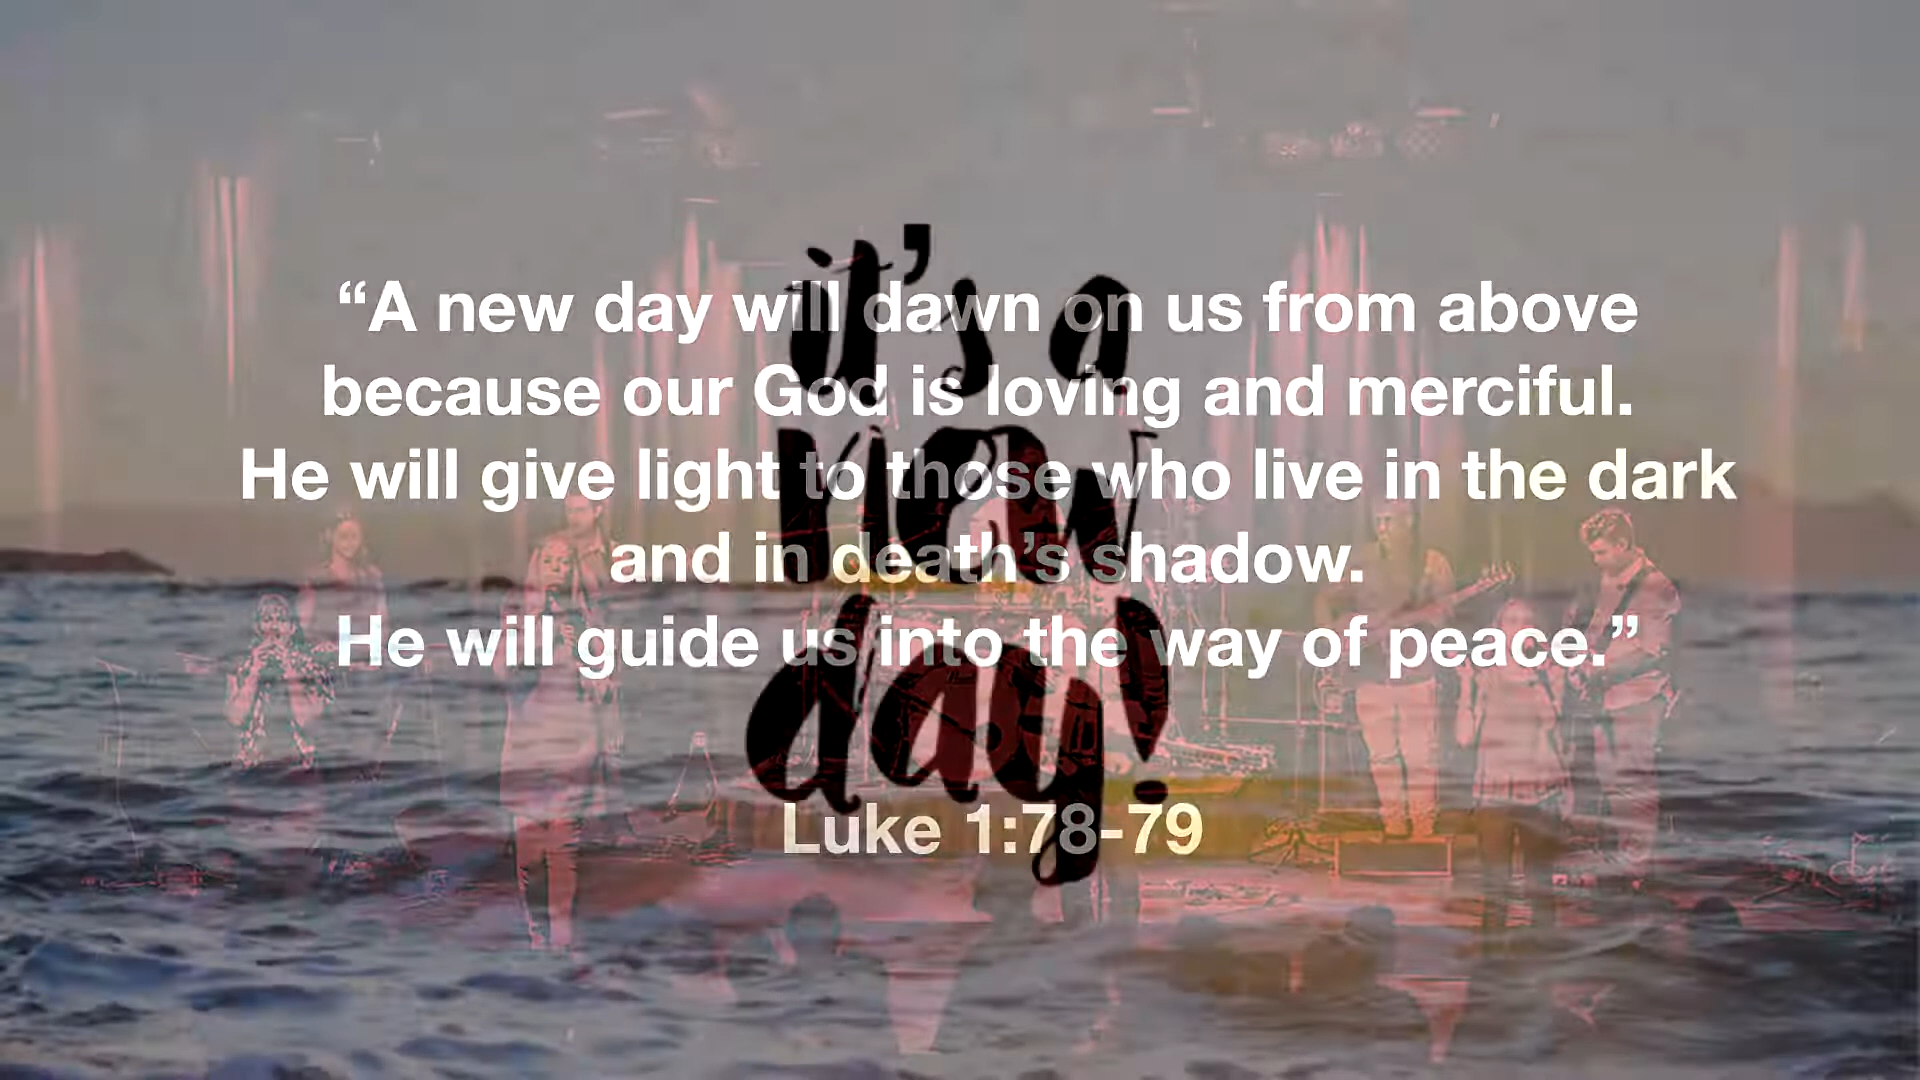 it's a
new
day!
“A new day will dawn on us from above
because our God is loving and merciful.
He will give light to those who live in the dark
and in death’s shadow.
He will guide us into the way of peace.”
Luke 1:78-79